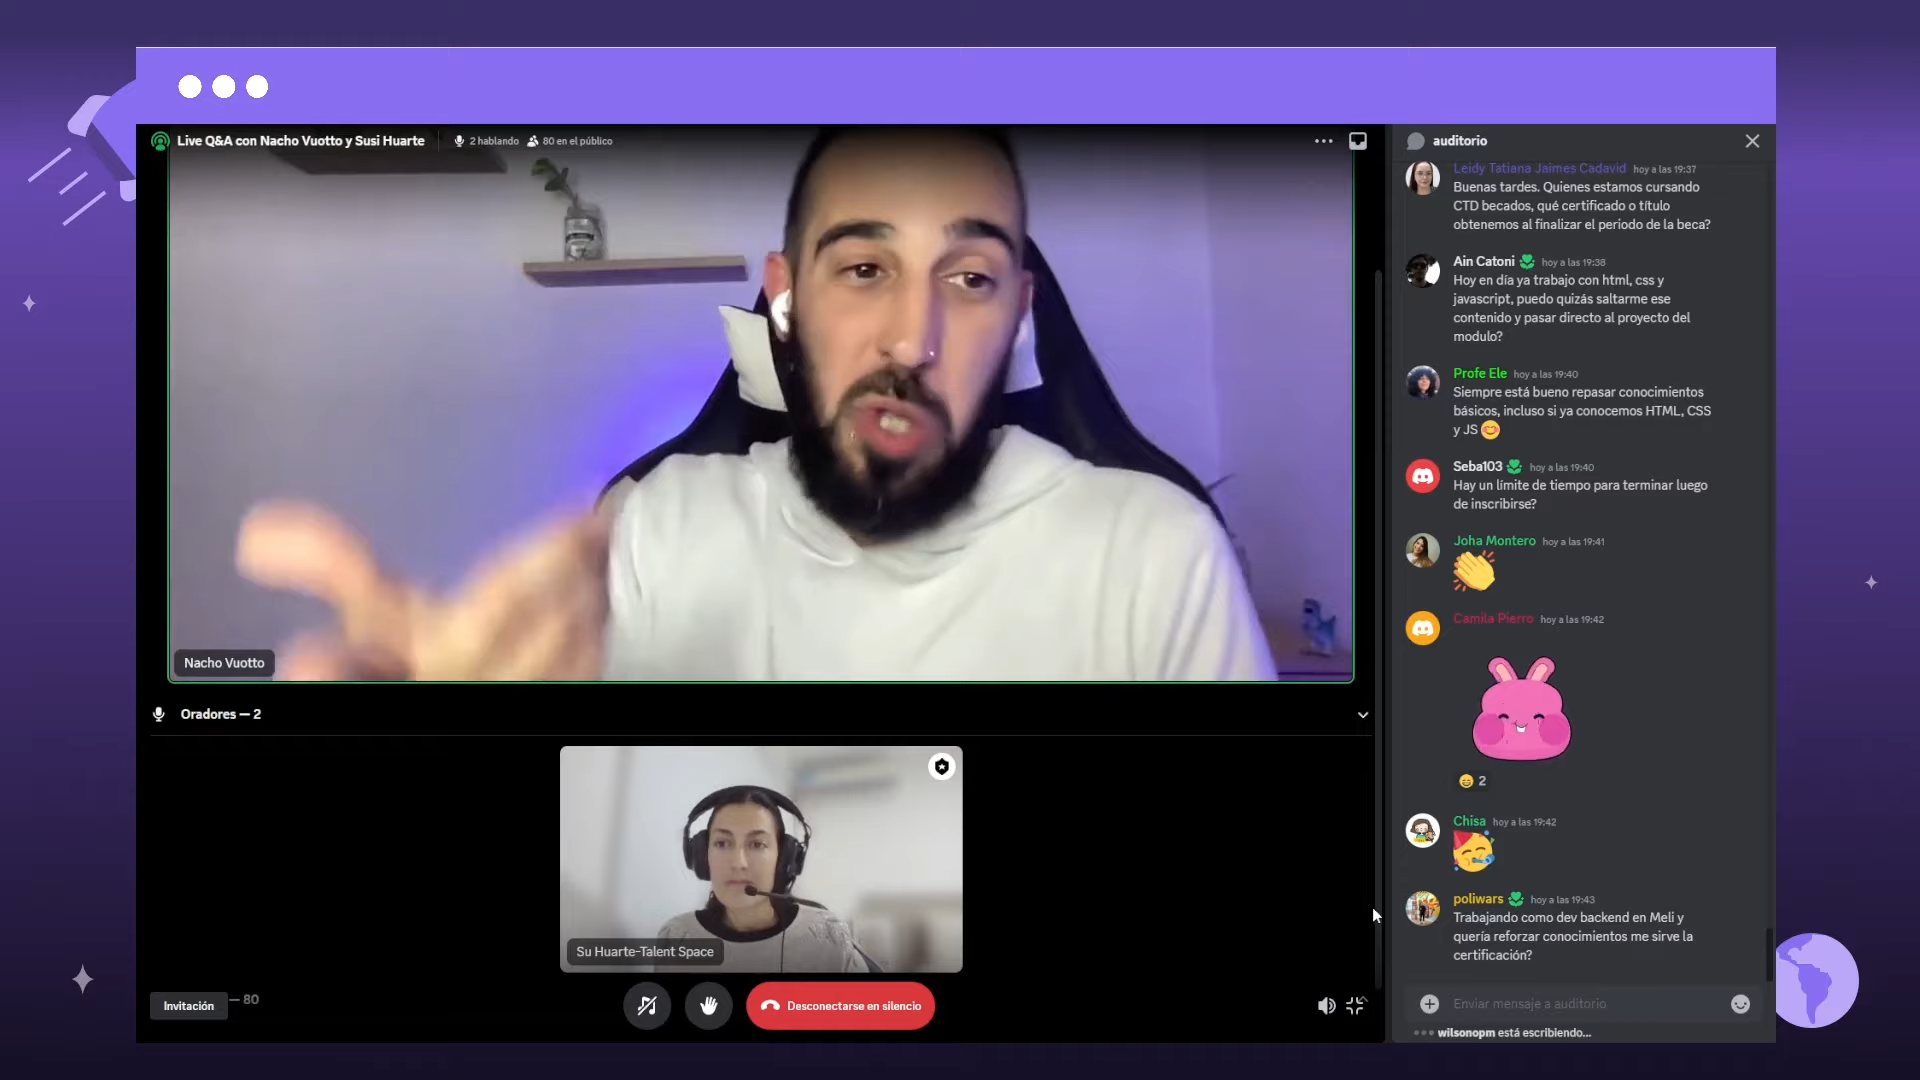 Live Q&A con Nacho Vuotto y Susi Huarte
2 hablando
80 en el público
Nacho Vuotto
Oradores — 2
Su Huarte-Talent Space
Invitación
— 80
Desconectarse en silencio
auditorio
Leidy Tatiana Jaimes Cadavid hoy a las 19:37
Buenas tardes. Quienes estamos cursando
CTD becados, qué certificado o título
obtenemos al finalizar el periodo de la beca?
Ain Catoni hoy a las 19:38
Hoy en día ya trabajo con html, css y
javascript, puedo quizás saltarme ese
contenido y pasar directo al proyecto del
modulo?
Profe Ele hoy a las 19:40
Siempre está bueno repasar conocimientos
básicos, incluso si ya conocemos HTML, CSS
y JS 😊
Seba103 hoy a las 19:40
Hay un límite de tiempo para terminar luego
de inscribirse?
Joha Montero hoy a las 19:41
Camila Pierro hoy a las 19:42
2
Chisa hoy a las 19:42
poliwars hoy a las 19:43
Trabajando como dev backend en Meli y
quería reforzar conocimientos me sirve la
certificación?
Enviar mensaje a auditorio
wilsonopm está escribiendo...